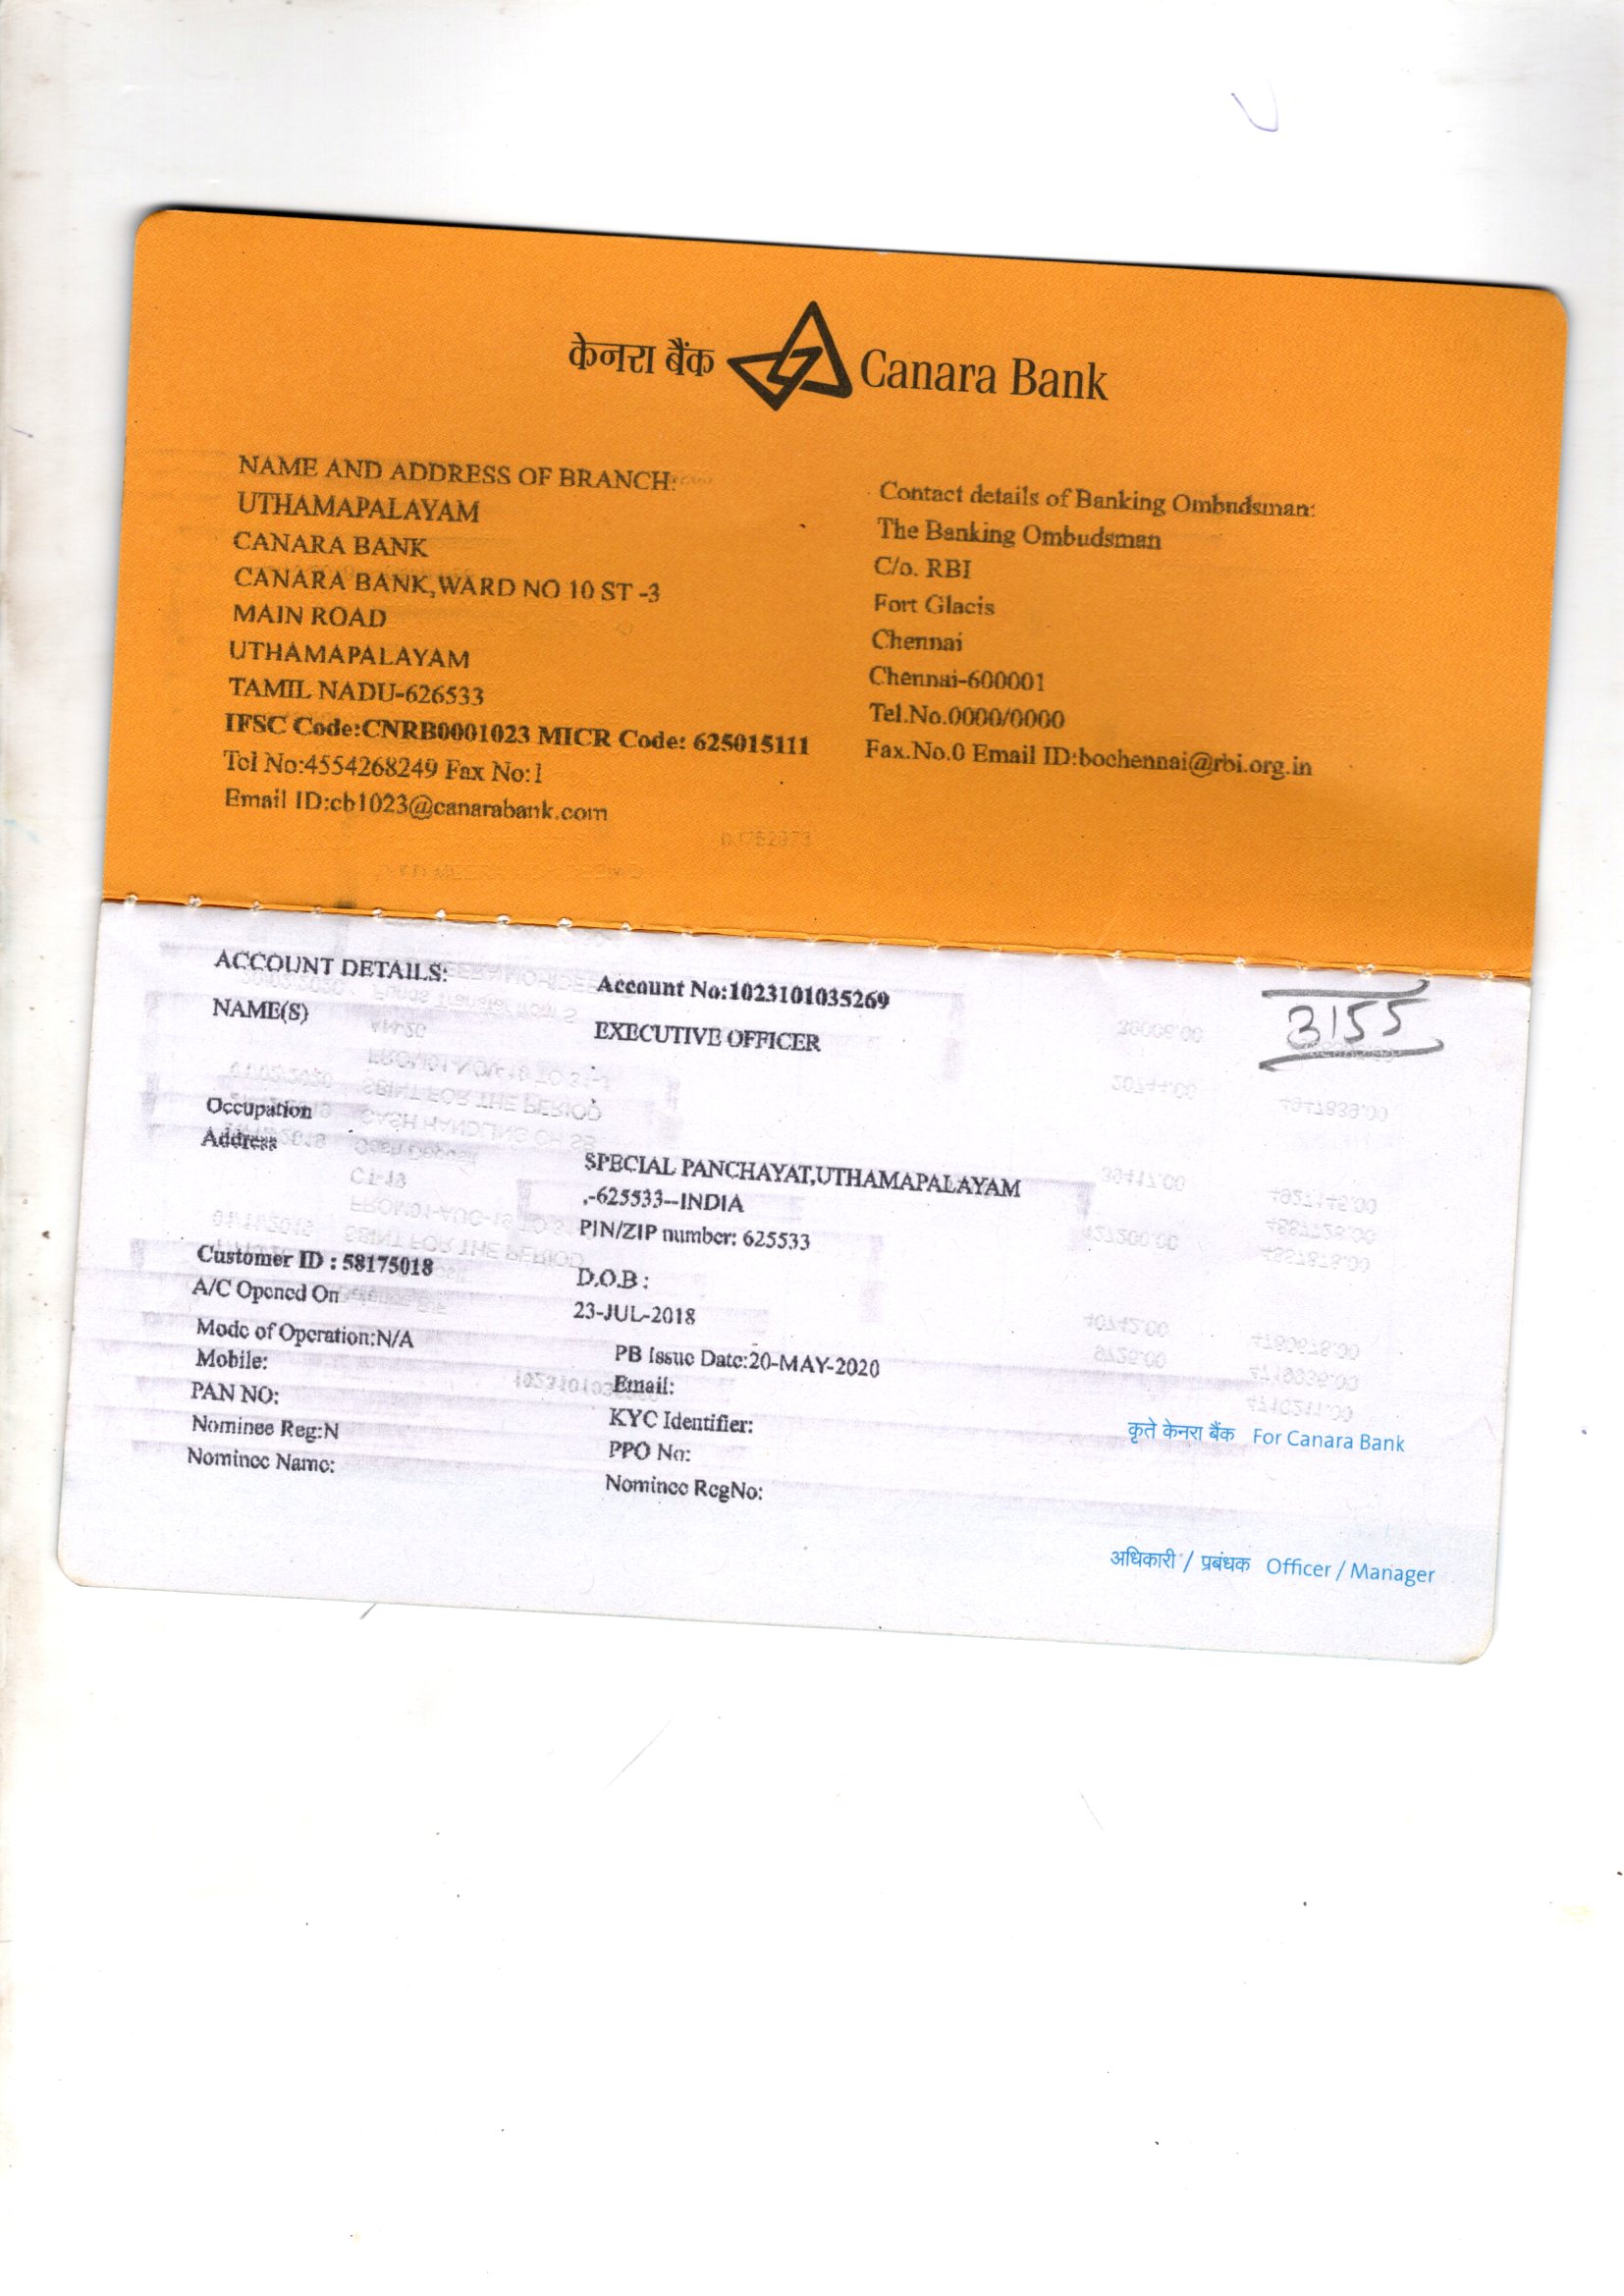 केनरा बैंक Canara Bank
NAME AND ADDRESS OF BRANCH:
UTHAMAPALAYAM
CANARA BANK
CANARA BANK,WARD NO 10 ST -3
MAIN ROAD
UTHAMAPALAYAM
TAMIL NADU-626533
IFSC Code:CNRB0001023 MICR Code: 625015111
Tel No:4554268249 Fax No:1
Email ID:cb1023@canarabank.com
Contact details of Banking Ombudsman:
The Banking Ombudsman
C/o. RBI
Fort Glacis
Chennai
Chennai-600001
Tel.No.0000/0000
Fax.No.0 Email ID:bochennai@rbi.org.in
ACCOUNT DETAILS: Account No:1023101035269
3155
NAME(S) EXECUTIVE OFFICER
Occupation
Address SPECIAL PANCHAYAT,UTHAMAPALAYAM
,-625533--INDIA
PIN/ZIP number: 625533
Customer ID : 58175018 D.O.B :
A/C Opened On 23-JUL-2018
Mode of Operation:N/A PB Issue Date:20-MAY-2020
Mobile: Email:
PAN NO: KYC Identifier:
Nominee Reg:N PPO No:
Nominee Name: Nominee RegNo:
कृते केनरा बैंक For Canara Bank
अधिकारी / प्रबंधक Officer / Manager